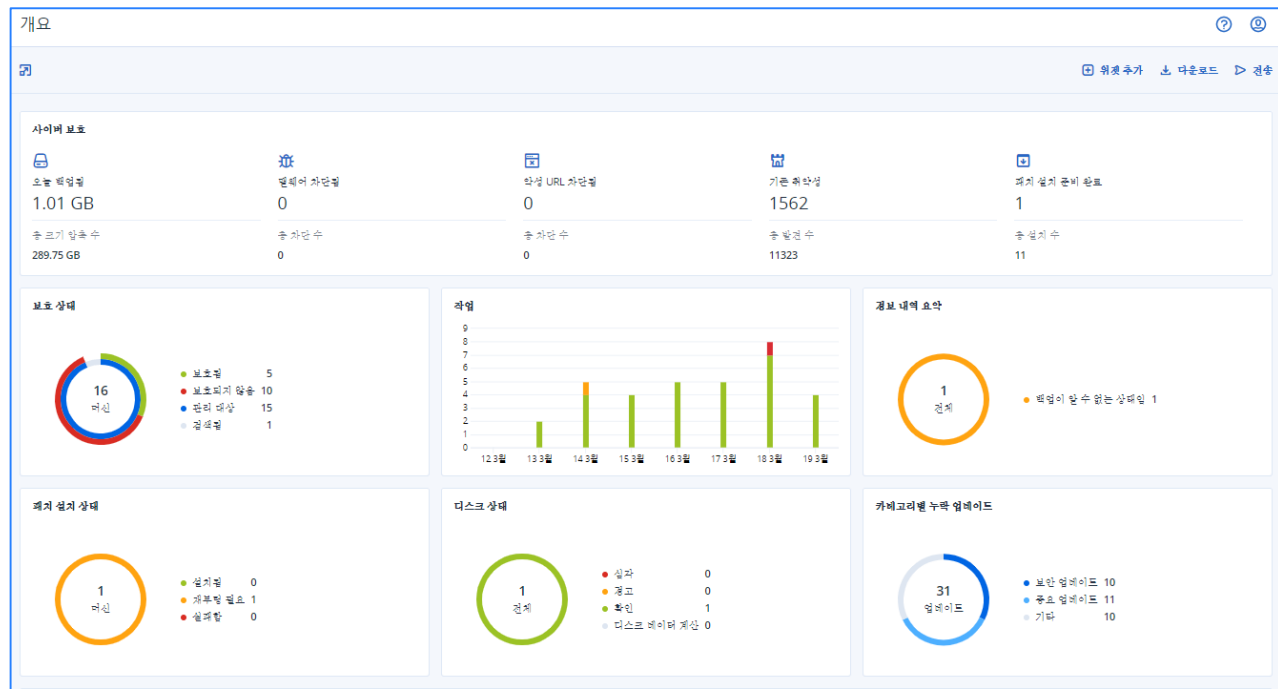 개요
위젯 추가 다운로드 전송
사이버 보호
오늘 백업됨
1.01 GB
총 크기 압축 수
289.75 GB
맬웨어 차단됨
0
총 차단 수
0
악성 URL 차단됨
0
총 차단 수
0
기존 취약성
1562
총 발견 수
11323
패치 설치 준비 완료
1
총 설치 수
11
보호 상태
16
머신
보호됨 5
보호되지 않음 10
관리 대상 15
검색됨 1
작업
9
8
7
6
5
4
3
2
1
0
12 3월 13 3월 14 3월 15 3월 16 3월 17 3월 18 3월 19 3월
경보 내역 요약
1
전체
백업이 알 수 없는 상태임 1
패치 설치 상태
1
머신
설치됨 0
재부팅 필요 1
실패함 0
디스크 상태
1
전체
심각 0
경고 0
확인 1
디스크 데이터 계산 0
카테고리별 누락 업데이트
31
업데이트
보안 업데이트 10
중요 업데이트 11
기타 10